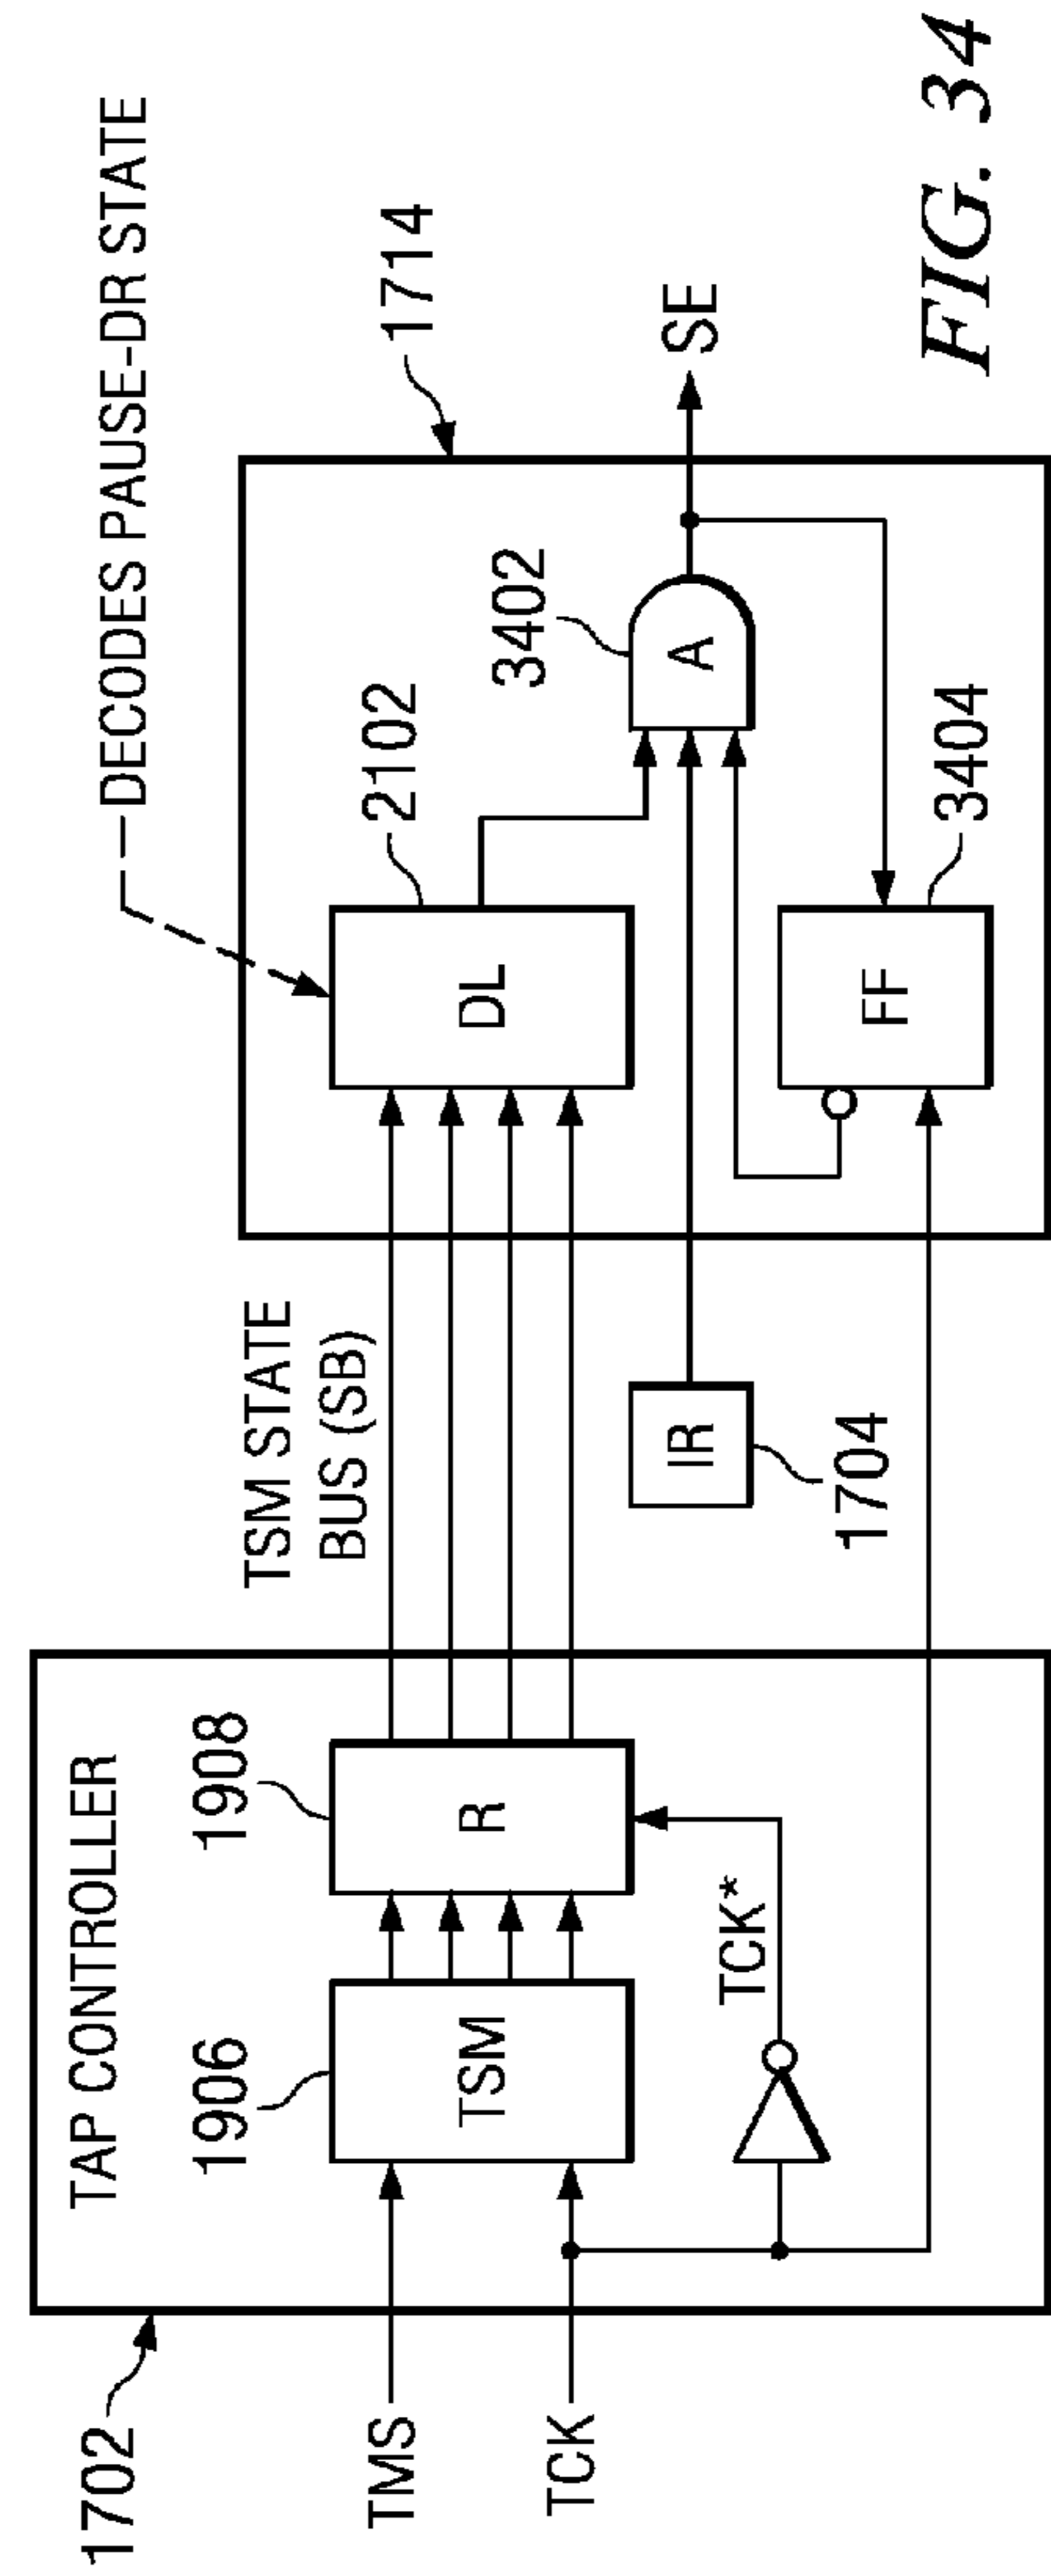 DECODES PAUSE-DR STATE
1702
TAP CONTROLLER
TMS
TCK
1906
TSM
1908
R
TCK*
TSM STATE
BUS (SB)
IR
1704
1714
2102
DL
3402
A
SE
FF
3404
FIG. 34